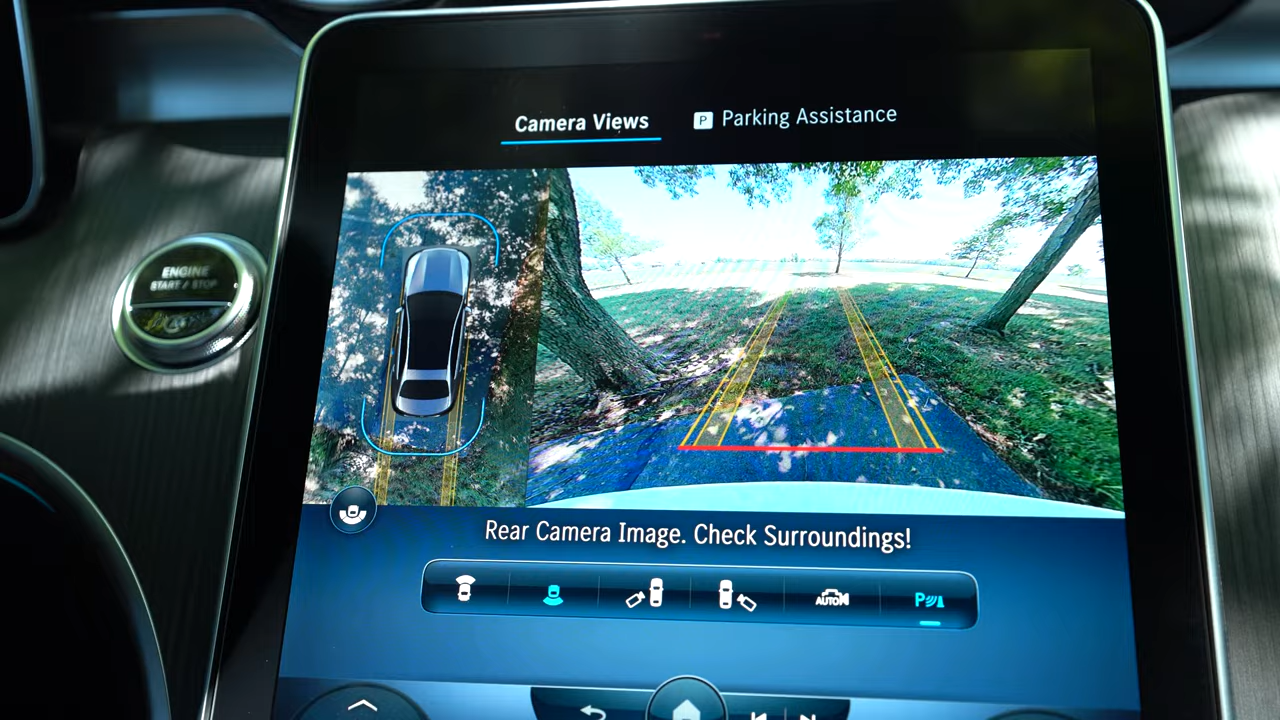 Camera Views
P Parking Assistance
ENGINE
START / STOP
Rear Camera Image. Check Surroundings!
AUTO
P